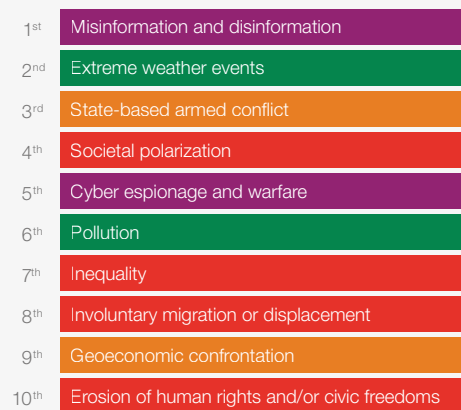 1st Misinformation and disinformation
2nd Extreme weather events
3rd State-based armed conflict
4th Societal polarization
5th Cyber espionage and warfare
6th Pollution
7th Inequality
8th Involuntary migration or displacement
9th Geoeconomic confrontation
10th Erosion of human rights and/or civic freedoms